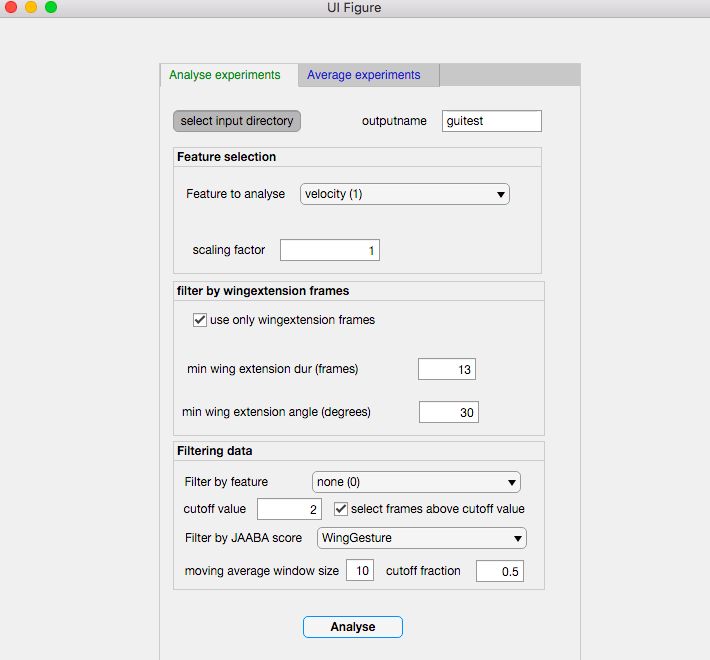 UI Figure
Analyse experiments Average experiments
select input directory outputname guitest
Feature selection
Feature to analyse velocity (1)
scaling factor 1
filter by wingextension frames
use only wingextension frames
min wing extension dur (frames) 13
min wing extension angle (degrees) 30
Filtering data
Filter by feature none (0)
cutoff value 2 select frames above cutoff value
Filter by JAABA score WingGesture
moving average window size 10 cutoff fraction 0.5
Analyse